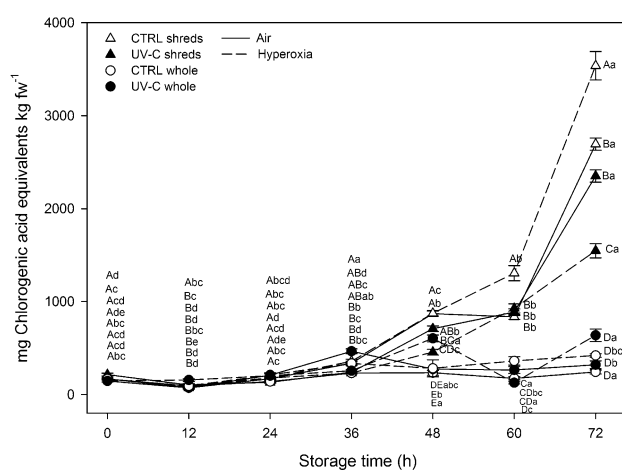 4000
3000
2000
1000
0
mg Chlorogenic acid equivalents kg fw⁻¹
CTRL shreds
UV-C shreds
CTRL whole
UV-C whole
Air
Hyperoxia
Ad
Ac
Acd
Ade
Abc
Acd
Acd
Abc
Abc
Bc
Bd
Bd
Bbc
Be
Bd
Bd
Abcd
Abc
Abc
Ad
Acd
Ade
Abc
Ac
Aa
ABd
ABc
ABab
Bb
Bc
Bd
Bbc
Ac
Ab
ABb
BCa
CDc
DEabc
Eb
Ea
Ab
Bb
Bb
Bb
Ca
CDbc
CDa
Dc
Aa
Ba
Ba
Ca
Da
Dbc
Db
Da
0 12 24 36 48 60 72
Storage time (h)